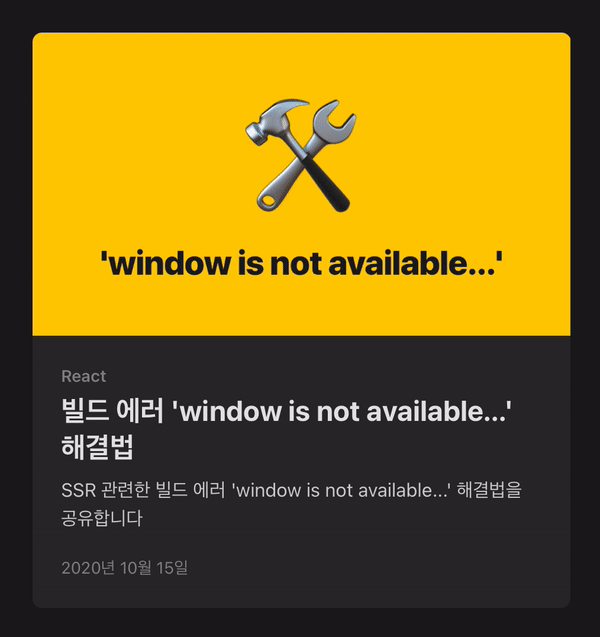 'window is not available...'
React
빌드 에러 'window is not available...'
해결법
SSR 관련한 빌드 에러 'window is not available...' 해결법을
공유합니다
2020년 10월 15일